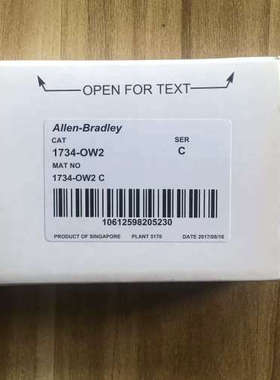 OPEN FOR TEXT
Allen-Bradley
CAT SER
1734-OW2 C
MAT NO
1734-OW2 C
10612598205230
PRODUCT OF SINGAPORE PLANT 5170 DATE 2017/08/16